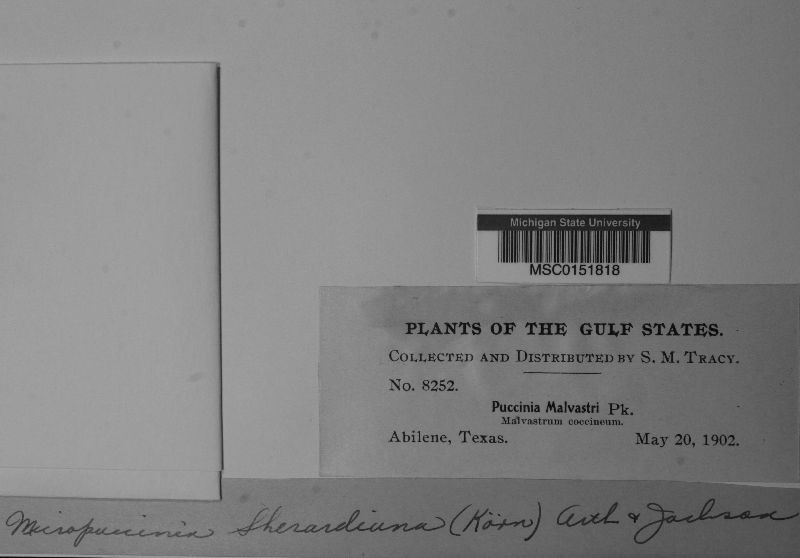 Michigan State University
MSC0151818
PLANTS OF THE GULF STATES.
COLLECTED AND DISTRIBUTED BY S. M. TRACY.
No. 8252.
Puccinia Malvastri Pk.
Malvastrum coccineum.
Abilene, Texas. May 20, 1902.
Micropuccinia Sherardiana (Körn) Arth & Jackson